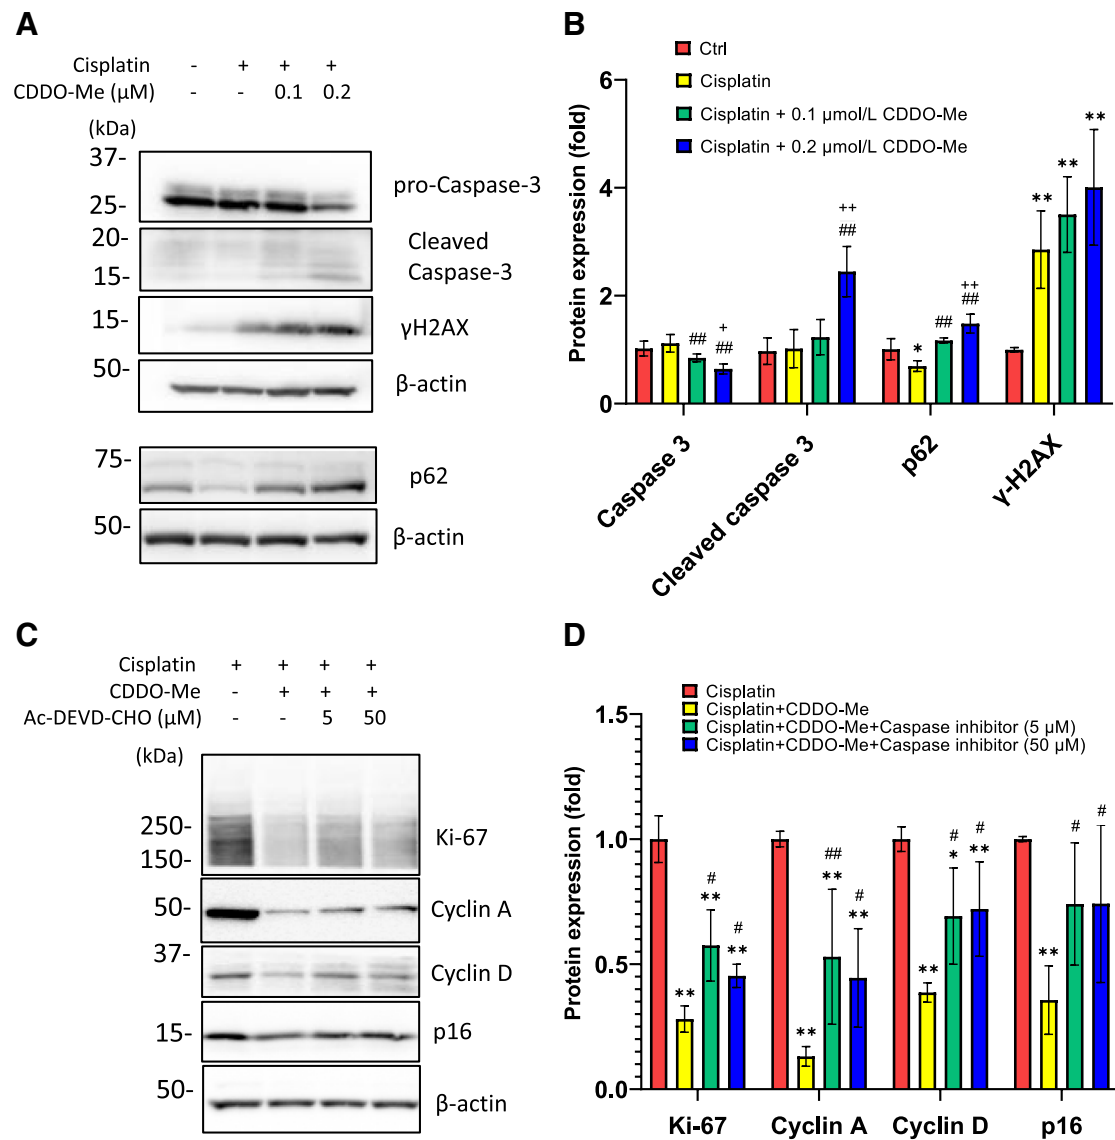 A
Cisplatin - + + +
CDDO-Me (μM) - - 0.1 0.2
(kDa)
37-
pro-Caspase-3
25-
20-
Cleaved
Caspase-3
15-
15-
γH2AX
50-
β-actin
75-
p62
50-
β-actin
B
Ctrl
Cisplatin
Cisplatin + 0.1 μmol/L CDDO-Me
Cisplatin + 0.2 μmol/L CDDO-Me
Protein expression (fold)
6
4
2
0
## + ##
++ ##
* ## ++ ##
** ** **
Caspase 3
Cleaved caspase 3
p62
γ-H2AX
C
Cisplatin + + + +
CDDO-Me - + + +
Ac-DEVD-CHO (μM) - - 5 50
(kDa)
250-
150-
Ki-67
50-
Cyclin A
37-
Cyclin D
15-
p16
50-
β-actin
D
Cisplatin
Cisplatin+CDDO-Me
Cisplatin+CDDO-Me+Caspase inhibitor (5 μM)
Cisplatin+CDDO-Me+Caspase inhibitor (50 μM)
Protein expression (fold)
1.5
1.0
0.5
0.0
** # ** # **
** ## ** # **
** # * # **
** # #
Ki-67 Cyclin A Cyclin D p16